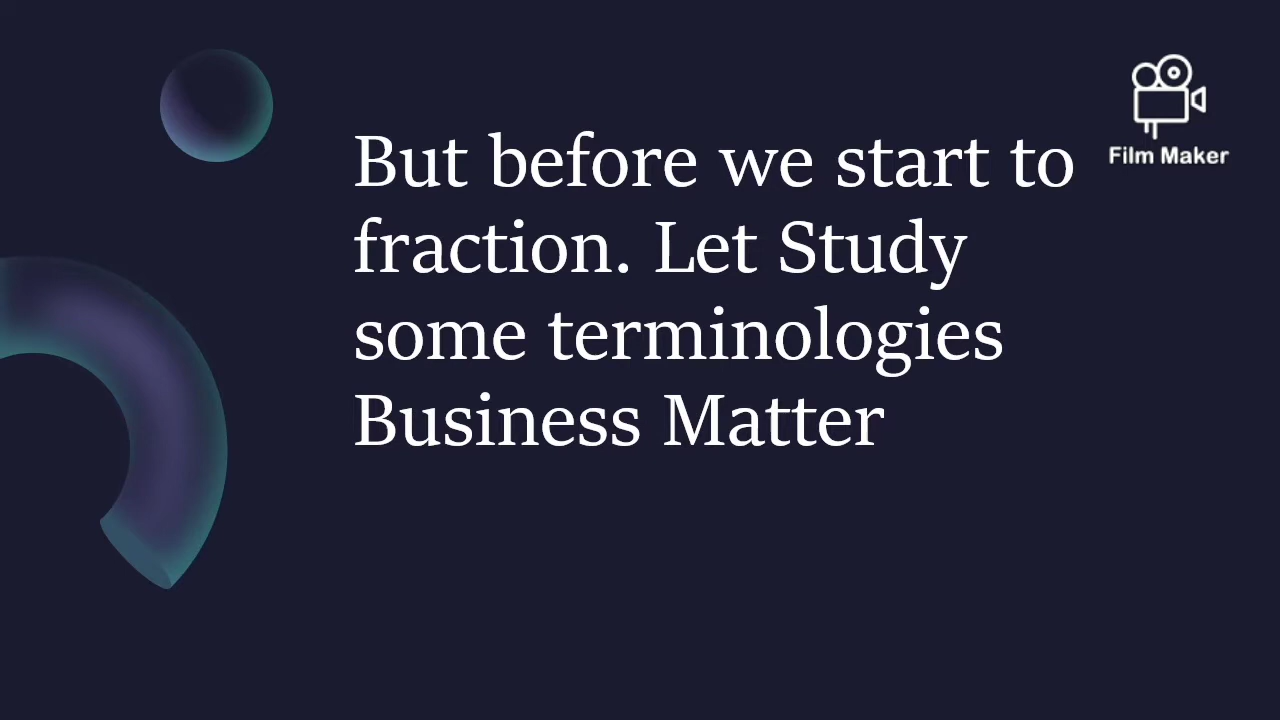 But before we start to
fraction. Let Study
some terminologies
Business Matter
Film Maker